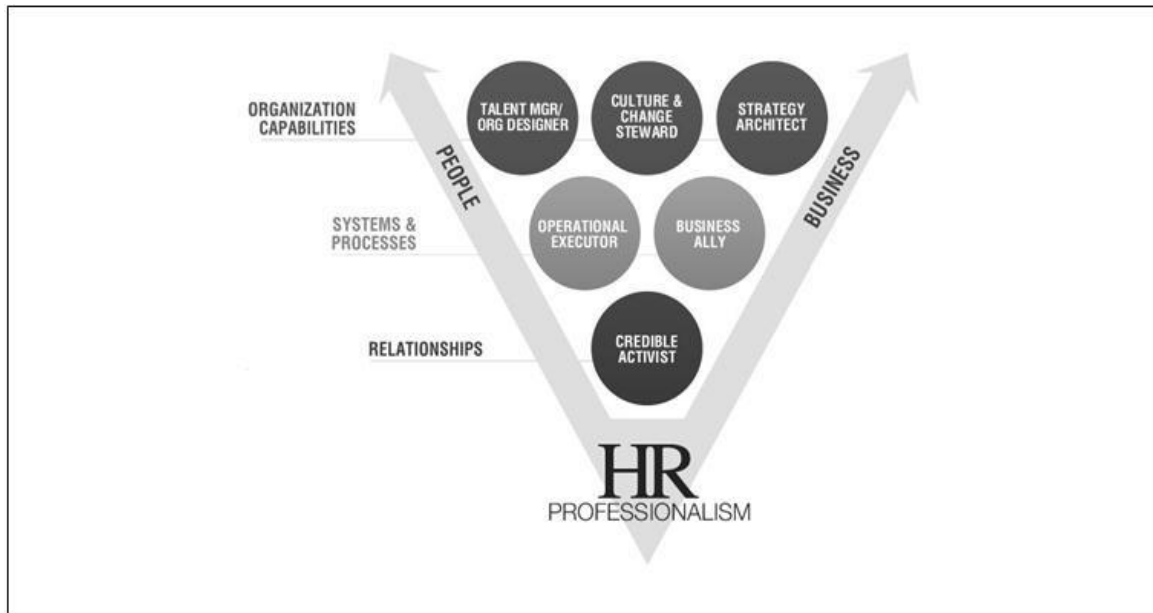 ORGANIZATION
CAPABILITIES
TALENT MGR/
ORG DESIGNER
CULTURE &
CHANGE
STEWARD
STRATEGY
ARCHITECT
PEOPLE
BUSINESS
SYSTEMS &
PROCESSES
OPERATIONAL
EXECUTOR
BUSINESS
ALLY
RELATIONSHIPS
CREDIBLE
ACTIVIST
HR
PROFESSIONALISM